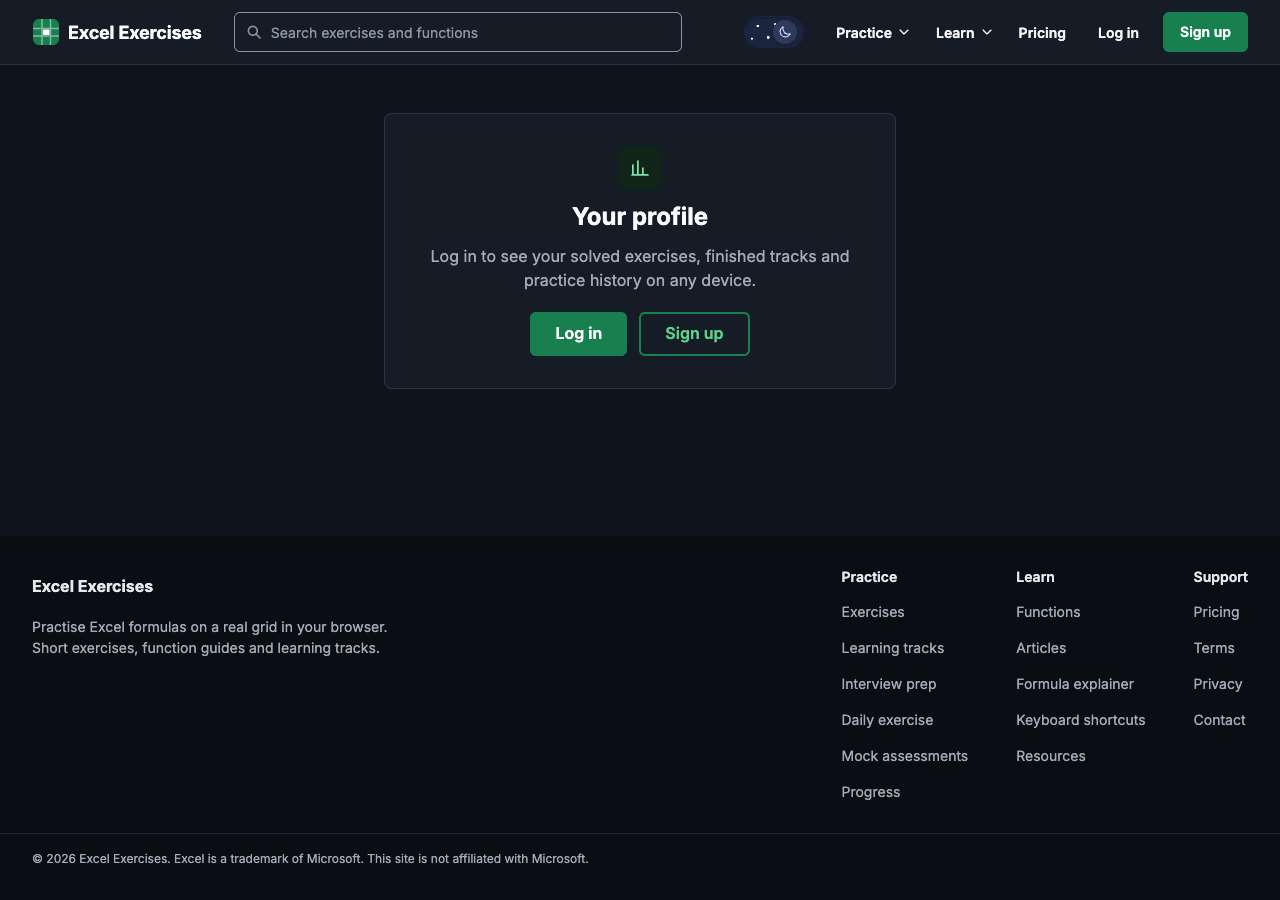 Excel Exercises
Search exercises and functions
Practice
Learn
Pricing
Log in
Sign up
Your profile
Log in to see your solved exercises, finished tracks and
practice history on any device.
Log in
Sign up
Excel Exercises
Practise Excel formulas on a real grid in your browser.
Short exercises, function guides and learning tracks.
Practice
Exercises
Learning tracks
Interview prep
Daily exercise
Mock assessments
Progress
Learn
Functions
Articles
Formula explainer
Keyboard shortcuts
Resources
Support
Pricing
Terms
Privacy
Contact
© 2026 Excel Exercises. Excel is a trademark of Microsoft. This site is not affiliated with Microsoft.